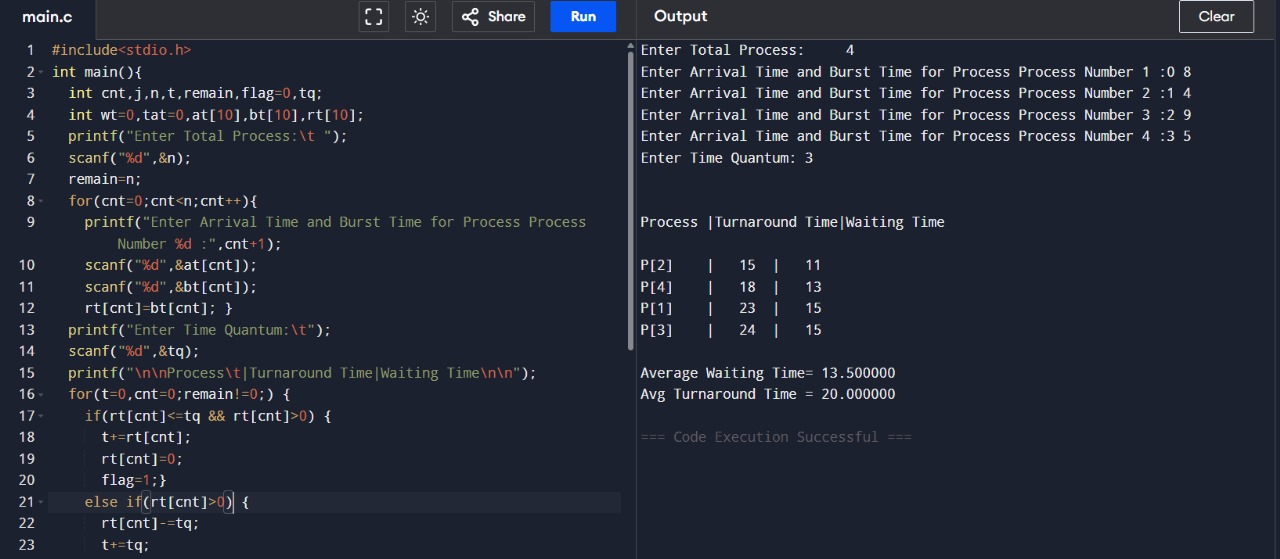 main.c
Share
Run
1 #include<stdio.h>
2 int main(){
3 int cnt,j,n,t,remain,flag=0,tq;
4 int wt=0,tat=0,at[10],bt[10],rt[10];
5 printf("Enter Total Process:\t ");
6 scanf("%d",&n);
7 remain=n;
8 for(cnt=0;cnt<n;cnt++){
9 printf("Enter Arrival Time and Burst Time for Process Process
Number %d :",cnt+1);
10 scanf("%d",&at[cnt]);
11 scanf("%d",&bt[cnt]);
12 rt[cnt]=bt[cnt]; }
13 printf("Enter Time Quantum:\t");
14 scanf("%d",&tq);
15 printf("\n\nProcess\t|Turnaround Time|Waiting Time\n\n");
16 for(t=0,cnt=0;remain!=0;) {
17 if(rt[cnt]<=tq && rt[cnt]>0) {
18 t+=rt[cnt];
19 rt[cnt]=0;
20 flag=1;}
21 else if(rt[cnt]>0) {
22 rt[cnt]-=tq;
23 t+=tq;
Output
Clear
Enter Total Process: 4
Enter Arrival Time and Burst Time for Process Process Number 1 :0 8
Enter Arrival Time and Burst Time for Process Process Number 2 :1 4
Enter Arrival Time and Burst Time for Process Process Number 3 :2 9
Enter Arrival Time and Burst Time for Process Process Number 4 :3 5
Enter Time Quantum: 3
Process |Turnaround Time|Waiting Time
P[2] | 15 | 11
P[4] | 18 | 13
P[1] | 23 | 15
P[3] | 24 | 15
Average Waiting Time= 13.500000
Avg Turnaround Time = 20.000000
=== Code Execution Successful ===